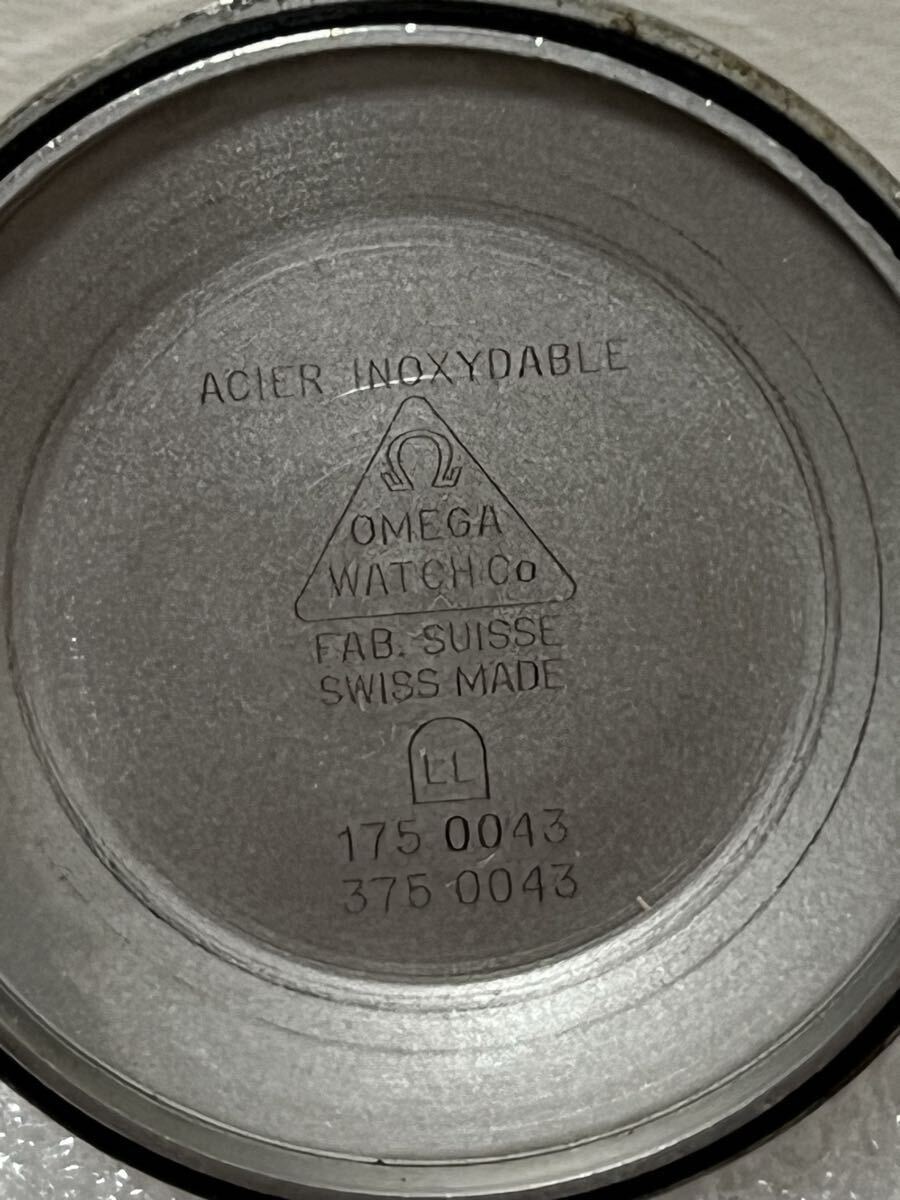 ACIER INOXYDABLE
Ω
OMEGA
WATCH Co
FAB. SUISSE
SWISS MADE
LL
175 0043
375 0043